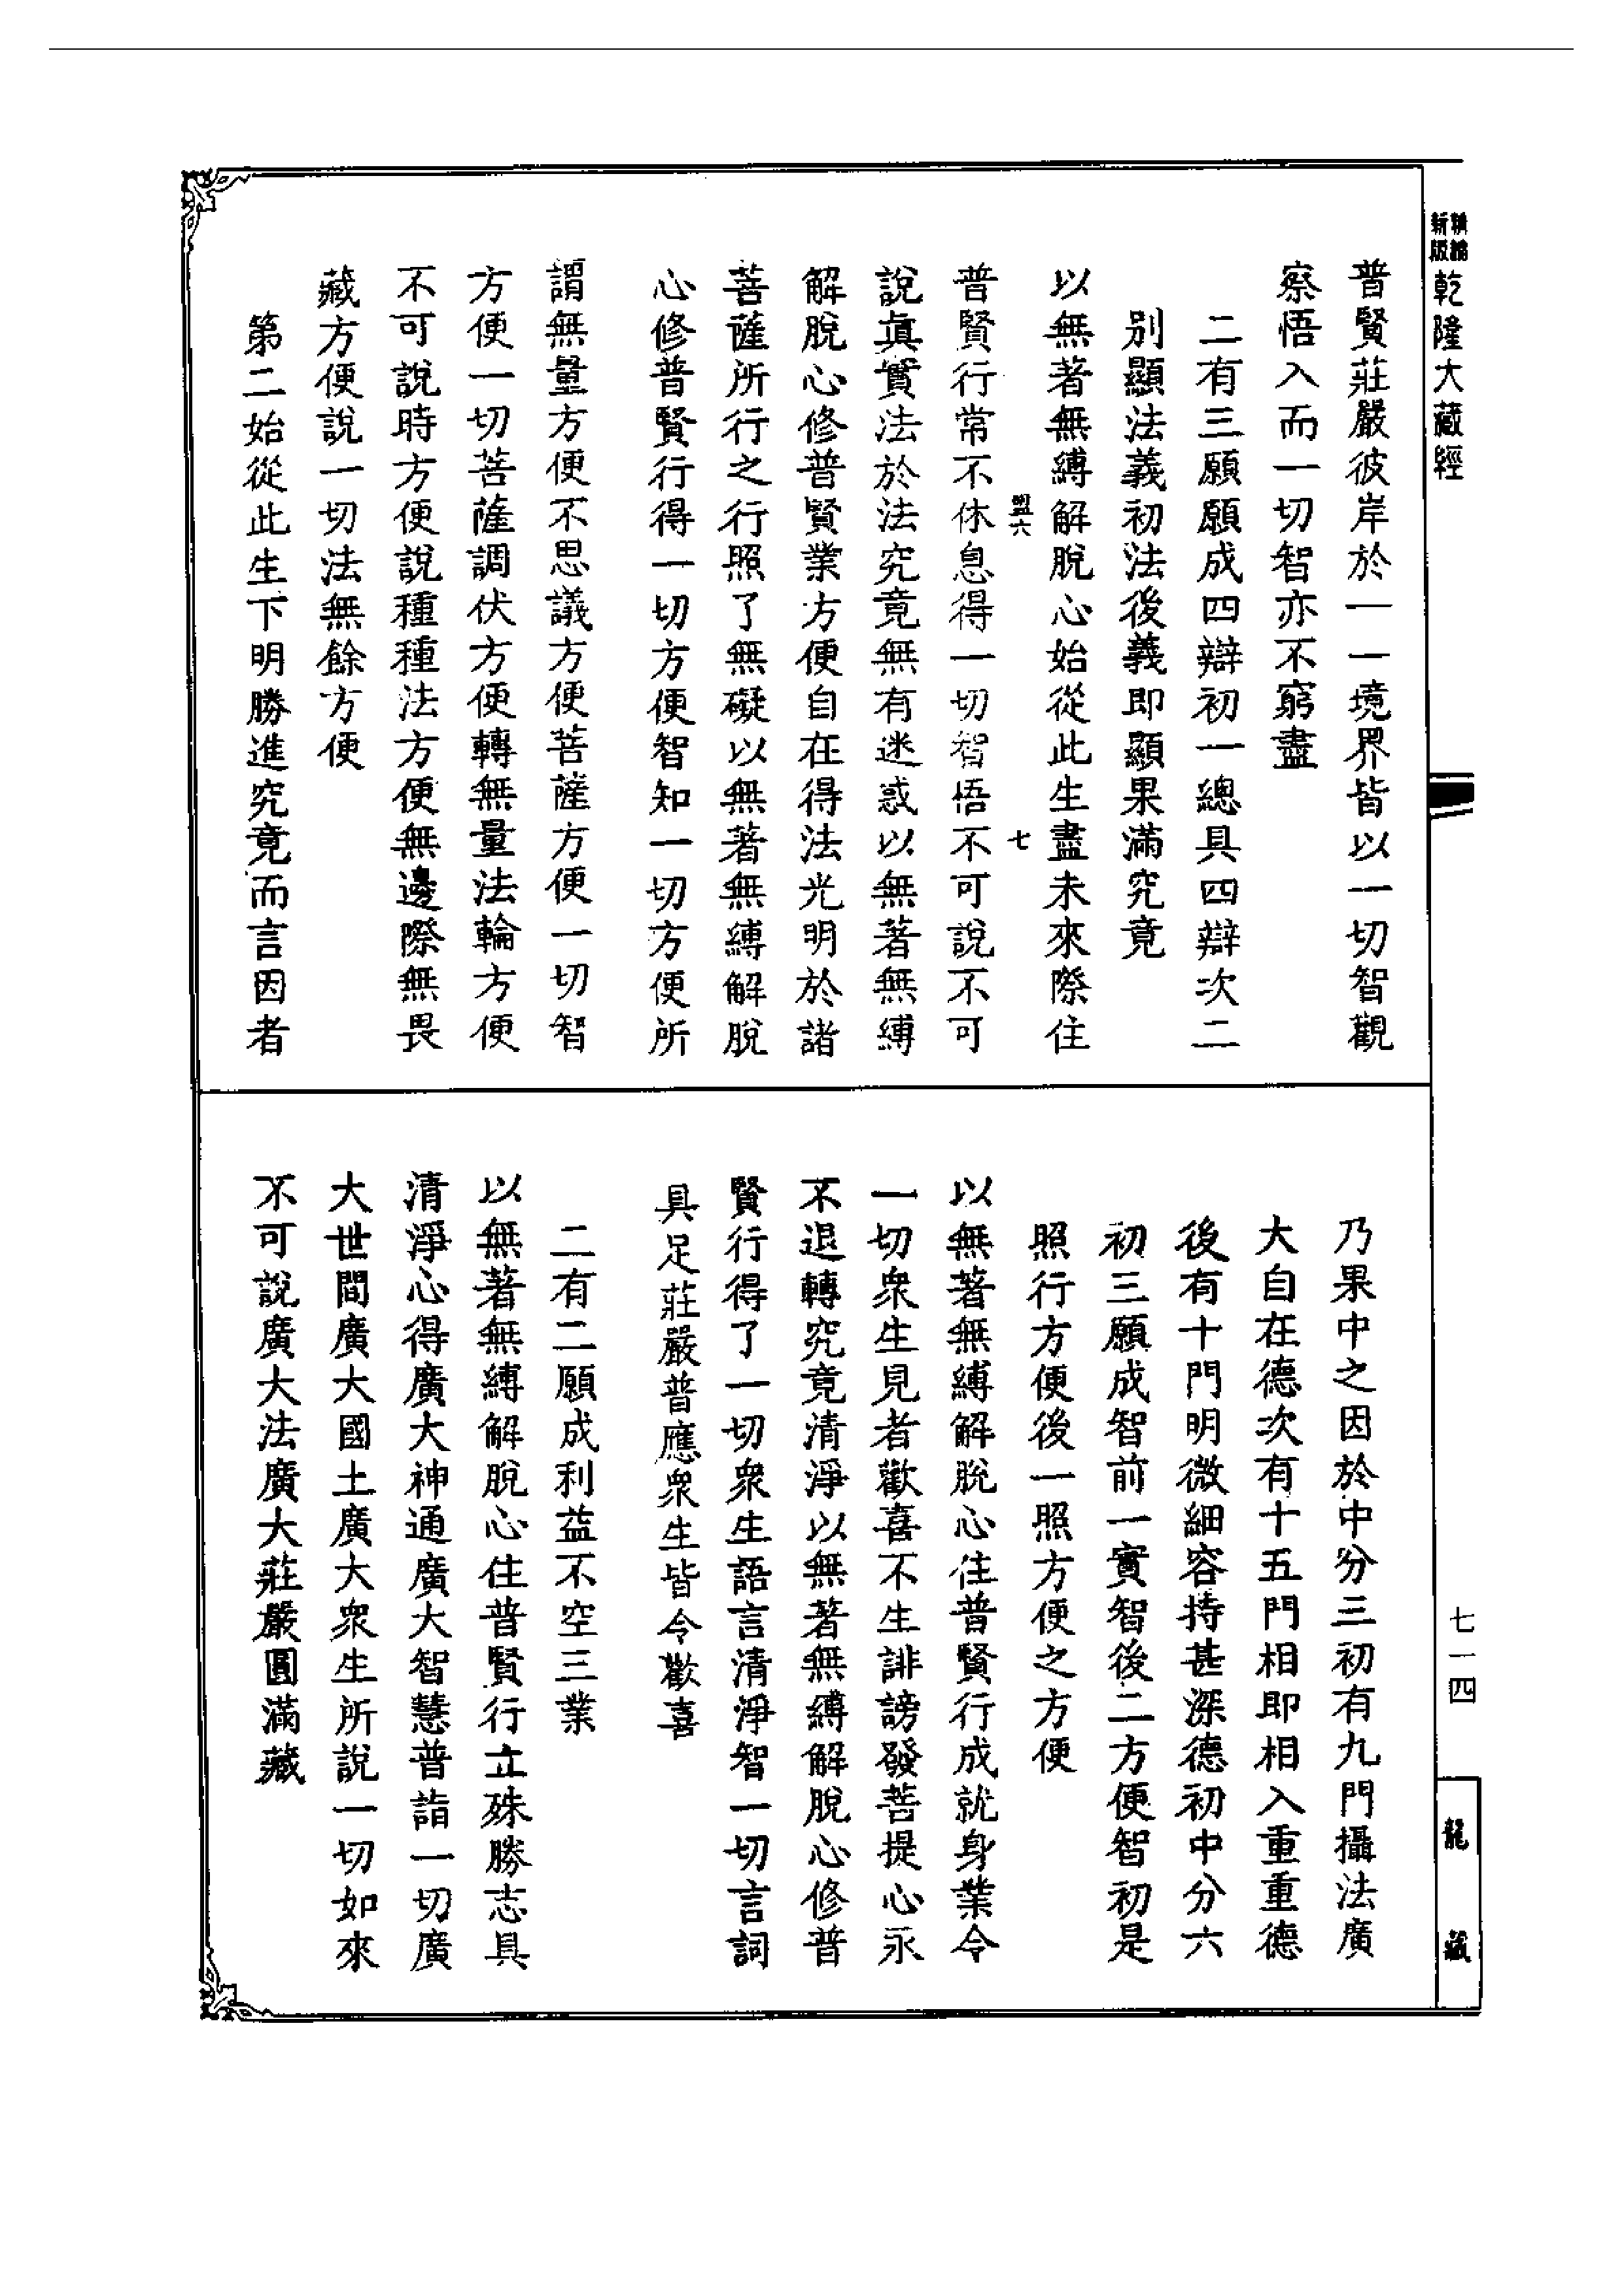 新版 精編 乾隆大藏經
普賢莊嚴彼岸於一一境界皆以一切智觀
察悟入而一切智亦不窮盡
二有三願願成四辯初一總具四辯次二
別顯法義初法後義即顯果滿究竟
以無著無縛解脫心始從此生盡未來際住
盟六 七
普賢行常不休息得一切智悟不可說不可
說真實法於法究竟無有迷惑以無著無縛
解脫心修普賢業方便自在得法光明於諸
菩薩所行之行照了無礙以無著無縛解脫
心修普賢行得一切方便智知一切方便所
謂無量方便不思議方便菩薩方便一切智
方便一切菩薩調伏方便轉無量法輪方便
不可說時方便說種種法方便無邊際無畏
藏方便說一切法無餘方便
第二始從此生下明勝進究竟而言因者
乃果中之因於中分三初有九門攝法廣
大自在德次有十五門相即相入重重德
後有十門明微細容持甚深德初中分六
初三願成智前一實智後二方便智初是
照行方便後一照方便之方便
以無著無縛解脫心住普賢行成就身業令
一切衆生見者歡喜不生誹謗發菩提心永
不退轉究竟清淨以無著無縛解脫心修普
賢行得了一切衆生語言清淨智一切言詞
具足莊嚴普應衆生皆令歡喜
二有二願成利益不空三業
以無著無縛解脫心住普賢行立殊勝志具
清淨心得廣大神通廣大智慧普詣一切廣
大世間廣大國土廣大衆生所說一切如來
不可說廣大法廣大莊嚴圓滿藏
七一四
龍藏